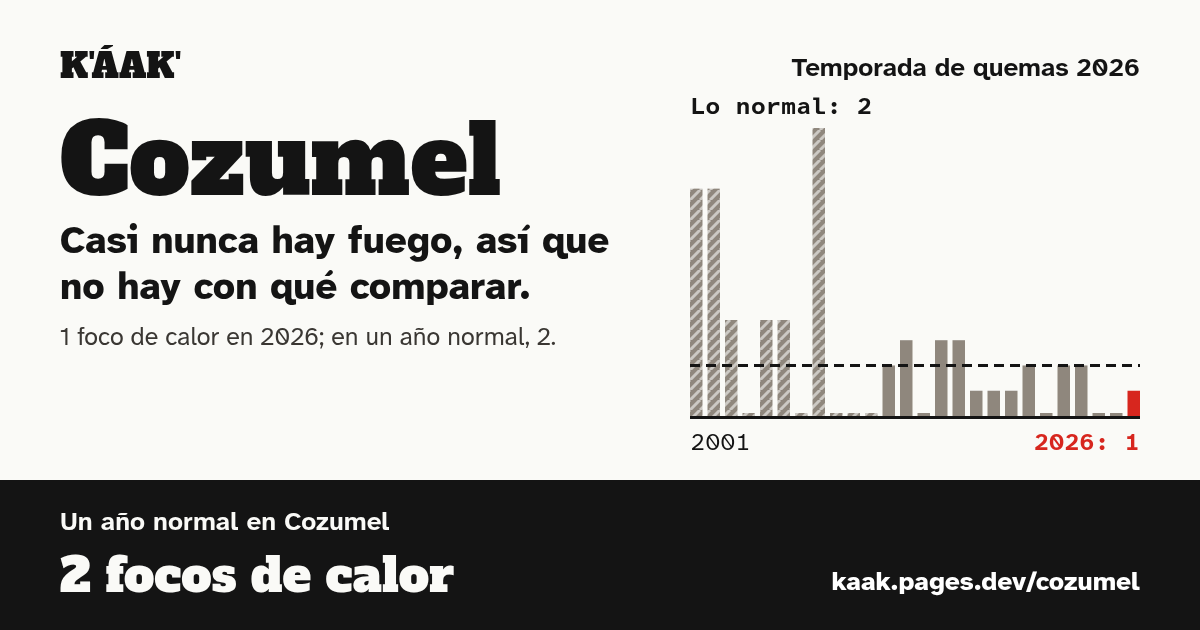 K'ÁAK'
Cozumel
Casi nunca hay fuego, así que
no hay con qué comparar.
1 foco de calor en 2026; en un año normal, 2.
Temporada de quemas 2026
Lo normal: 2
2001
2026: 1
Un año normal en Cozumel
2 focos de calor
kaak.pages.dev/cozumel